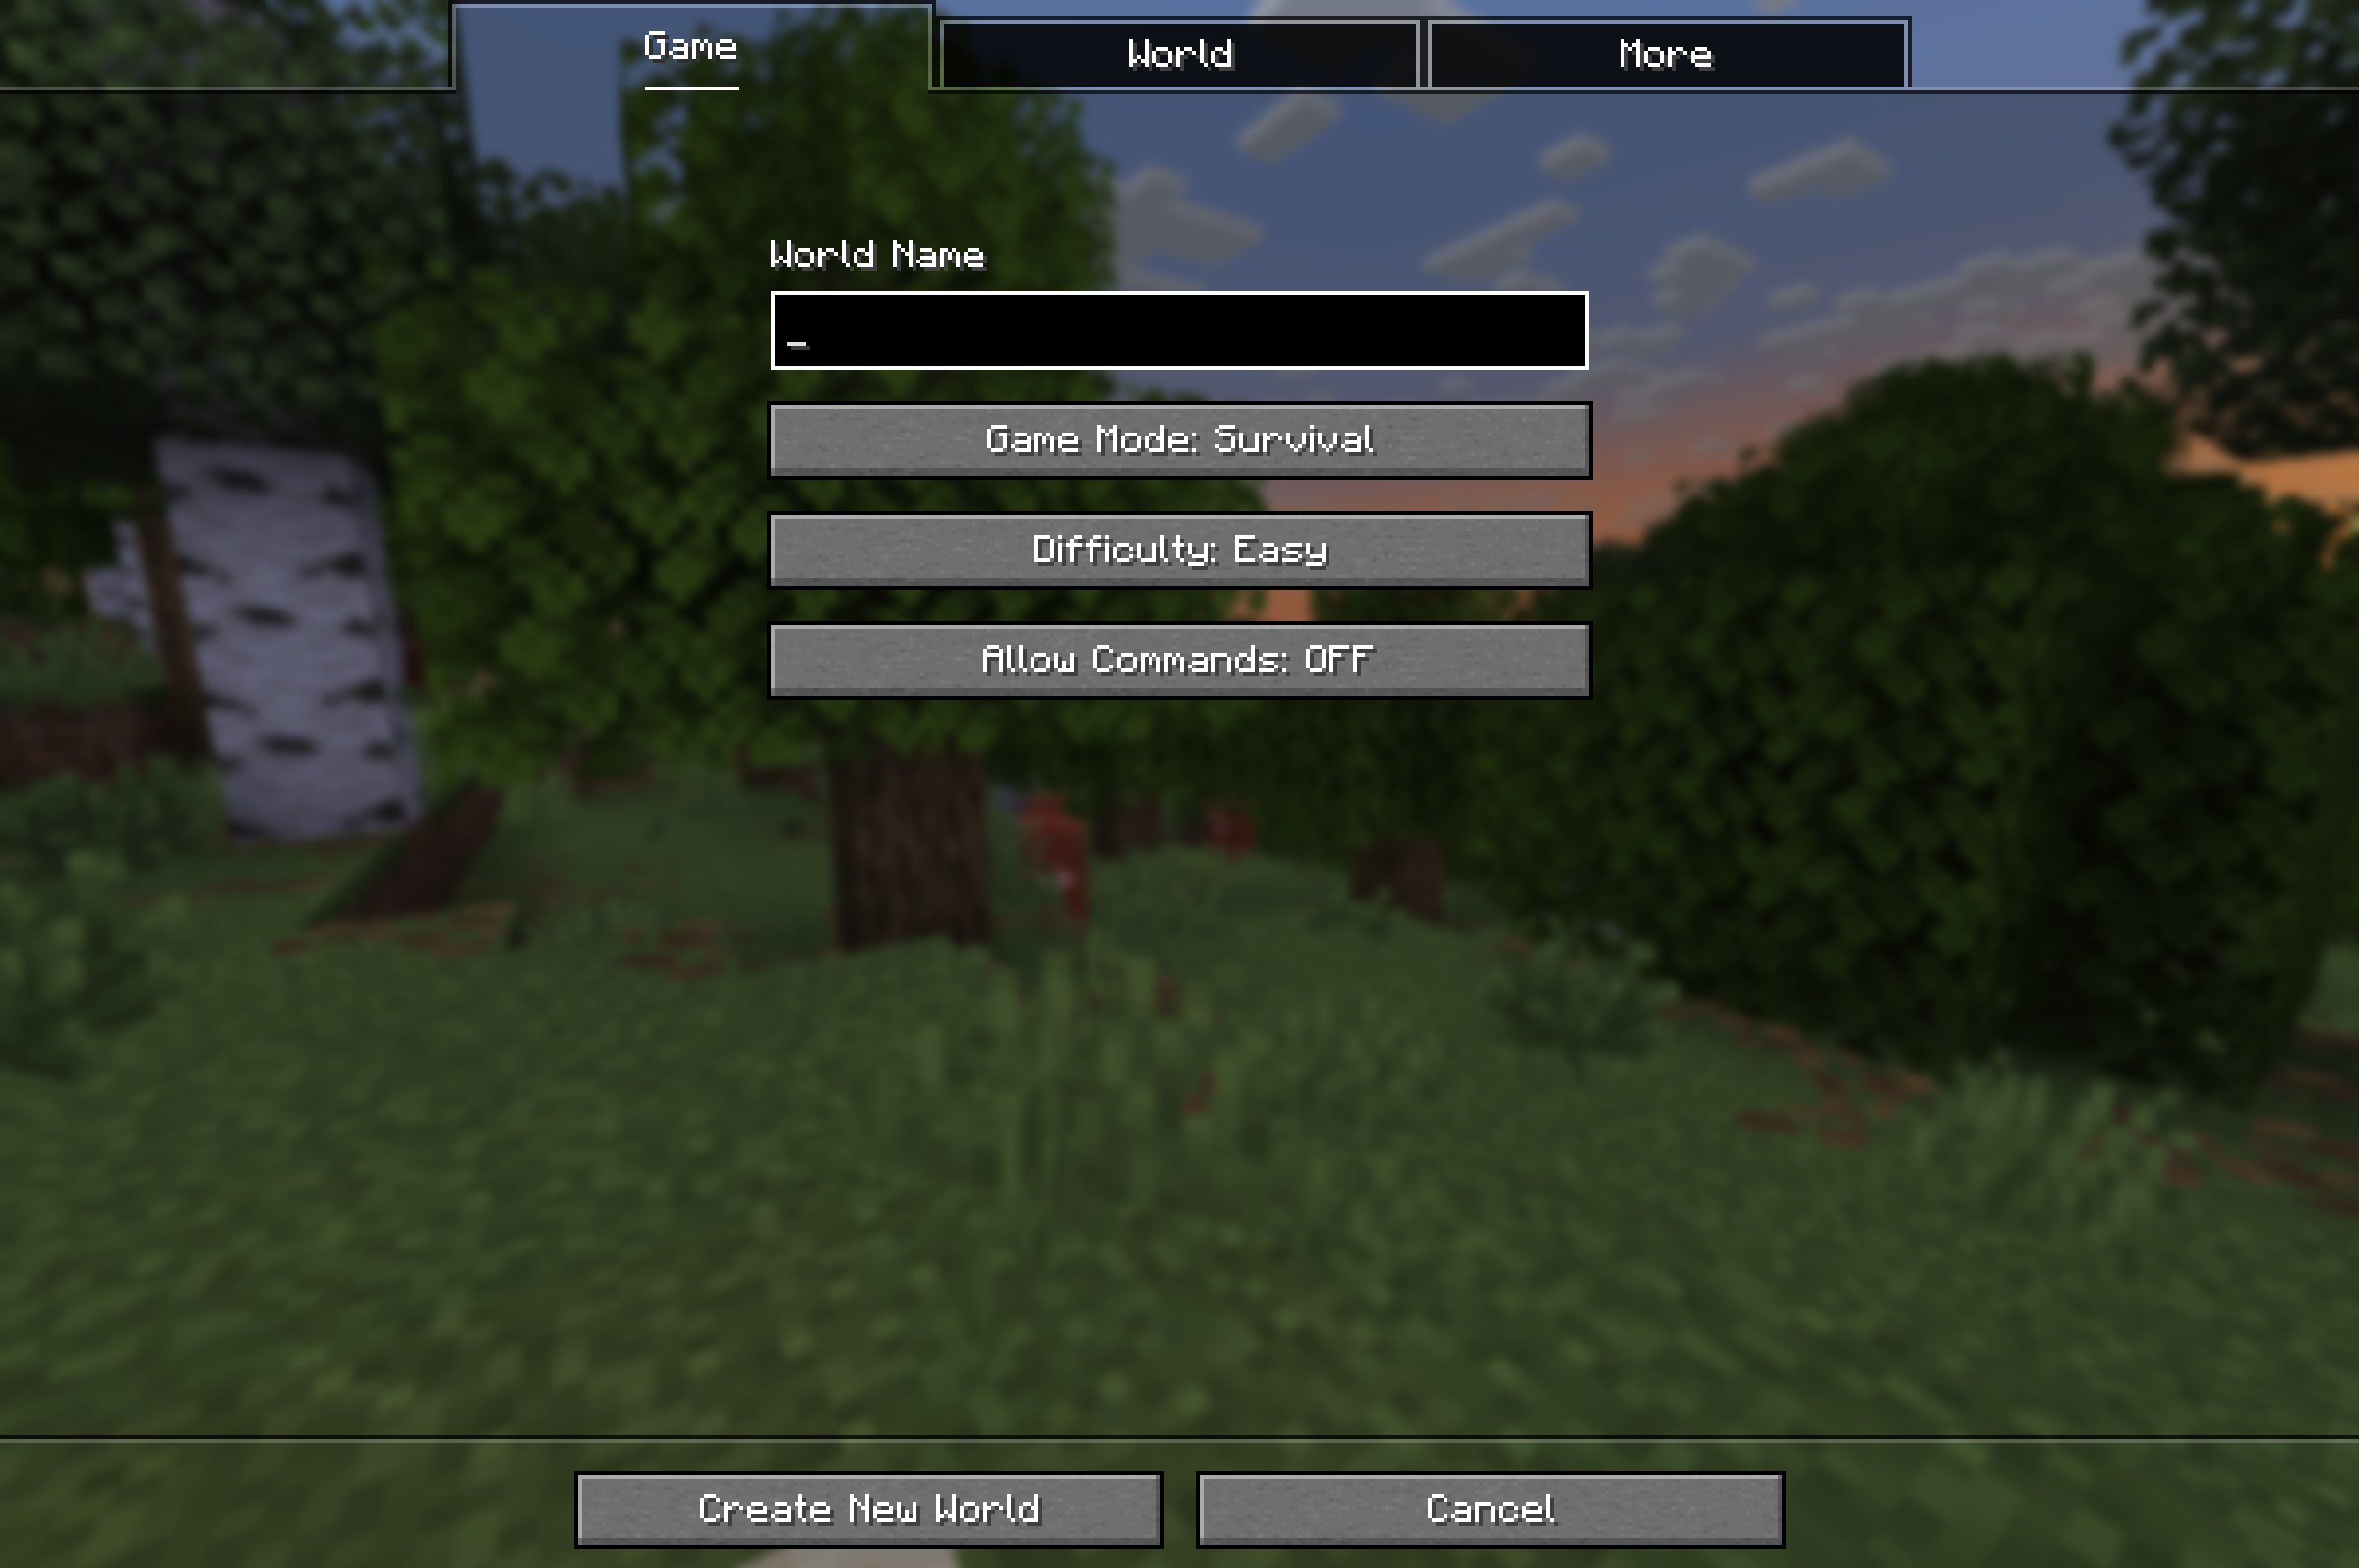 Game
World
More
World Name
_
Game Mode: Survival
Difficulty: Easy
Allow Commands: OFF
Create New World
Cancel